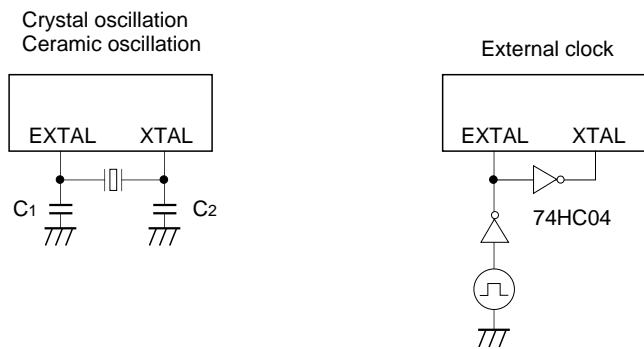 Crystal oscillation
Ceramic oscillation
EXTAL XTAL
C1 C2
External clock
EXTAL XTAL
74HC04